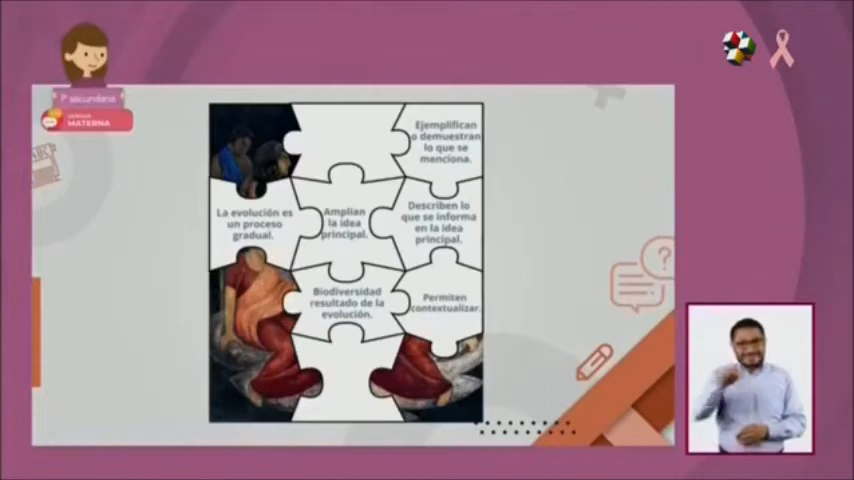 1° secundaria
LENGUA
MATERNA
Ejemplifican
o demuestran
lo que se
menciona.
La evolución es
un proceso
gradual.
Amplian
la idea
principal.
Describen lo
que se informa
en la idea
principal.
Biodiversidad
resultado de la
evolución.
Permiten
contextualizar.
?